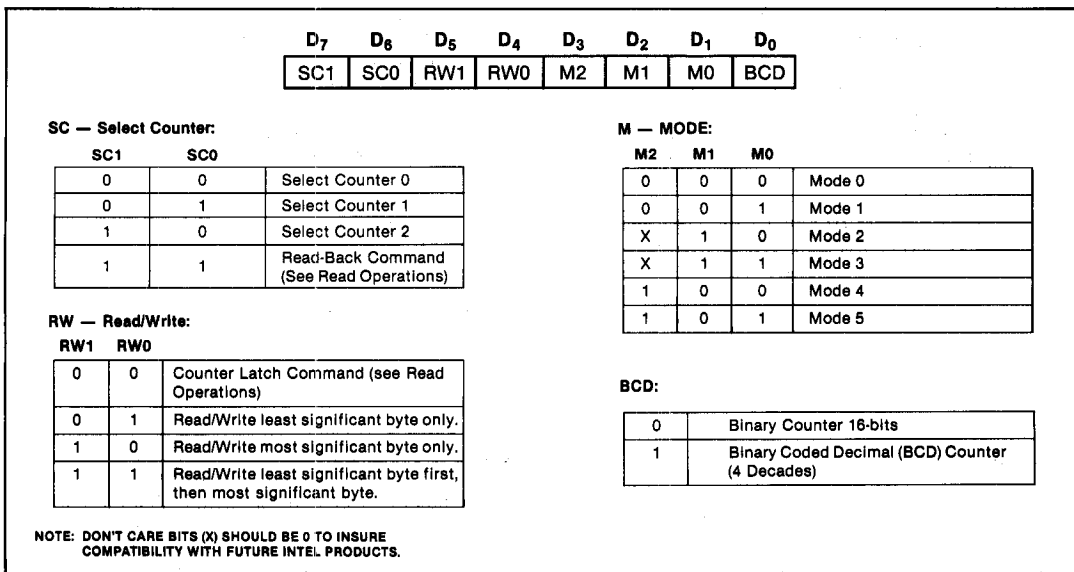 D7 D6 D5 D4 D3 D2 D1 D0
SC1 SC0 RW1 RW0 M2 M1 M0 BCD
SC — Select Counter:
SC1 SC0
0 0 Select Counter 0
0 1 Select Counter 1
1 0 Select Counter 2
1 1 Read-Back Command
(See Read Operations)
RW — Read/Write:
RW1 RW0
0 0 Counter Latch Command (see Read
Operations)
0 1 Read/Write least significant byte only.
1 0 Read/Write most significant byte only.
1 1 Read/Write least significant byte first,
then most significant byte.
M — MODE:
M2 M1 M0
0 0 0 Mode 0
0 0 1 Mode 1
X 1 0 Mode 2
X 1 1 Mode 3
1 0 0 Mode 4
1 0 1 Mode 5
BCD:
0 Binary Counter 16-bits
1 Binary Coded Decimal (BCD) Counter
(4 Decades)
NOTE: DON'T CARE BITS (X) SHOULD BE 0 TO INSURE
COMPATIBILITY WITH FUTURE INTEL PRODUCTS.